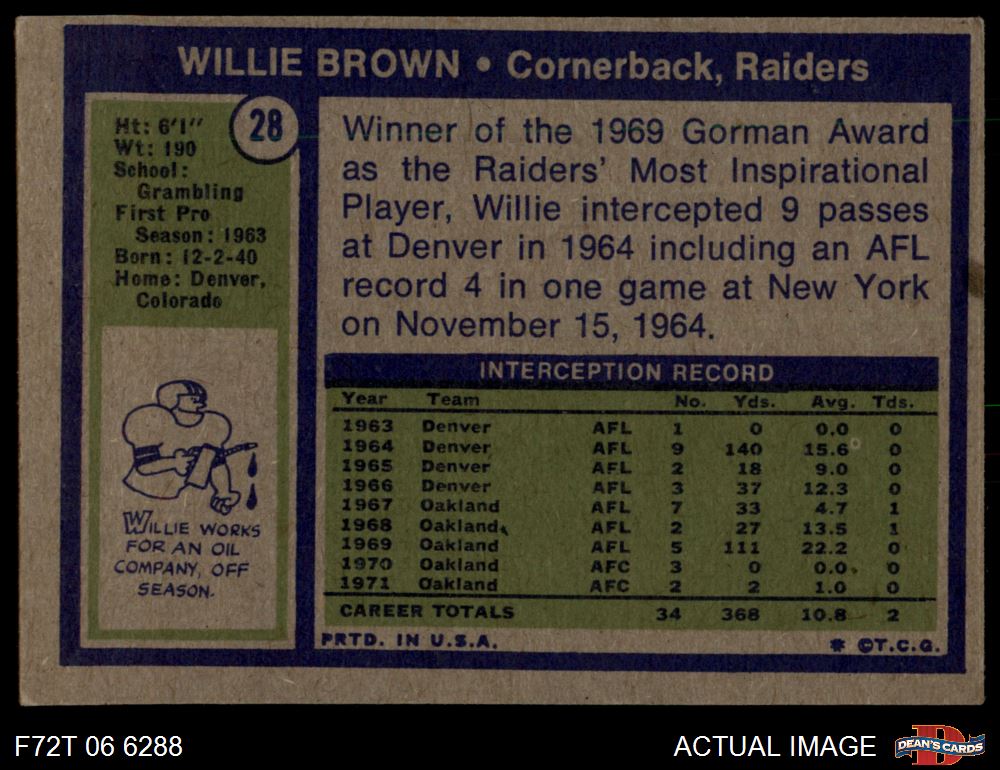 WILLIE BROWN • Cornerback, Raiders
28
Ht: 6'1"
Wt: 190
School:
Grambling
First Pro
Season: 1963
Born: 12-2-40
Home: Denver,
Colorado
WILLIE WORKS
FOR AN OIL
COMPANY, OFF
SEASON.
Winner of the 1969 Gorman Award
as the Raiders' Most Inspirational
Player, Willie intercepted 9 passes
at Denver in 1964 including an AFL
record 4 in one game at New York
on November 15, 1964.
INTERCEPTION RECORD
Year Team No. Yds. Avg. Tds.
1963 Denver AFL 1 0 0.0 0
1964 Denver AFL 9 140 15.6 0
1965 Denver AFL 2 18 9.0 0
1966 Denver AFL 3 37 12.3 0
1967 Oakland AFL 7 33 4.7 1
1968 Oakland AFL 2 27 13.5 1
1969 Oakland AFL 5 111 22.2 0
1970 Oakland AFC 3 0 0.0 0
1971 Oakland AFC 2 2 1.0 0
CAREER TOTALS 34 368 10.8 2
PRTD. IN U.S.A. * ©T.C.G.
F72T 06 6288
ACTUAL IMAGE
D
DEAN'S CARDS